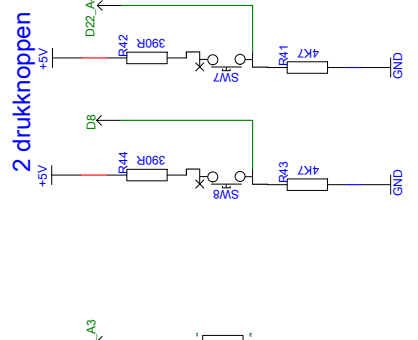 2 drukknoppen
D22_A
+5V
R42
390R
SW7
R41
4K7
GND
D8
+5V
R44
390R
SW8
R43
4K7
GND
A3